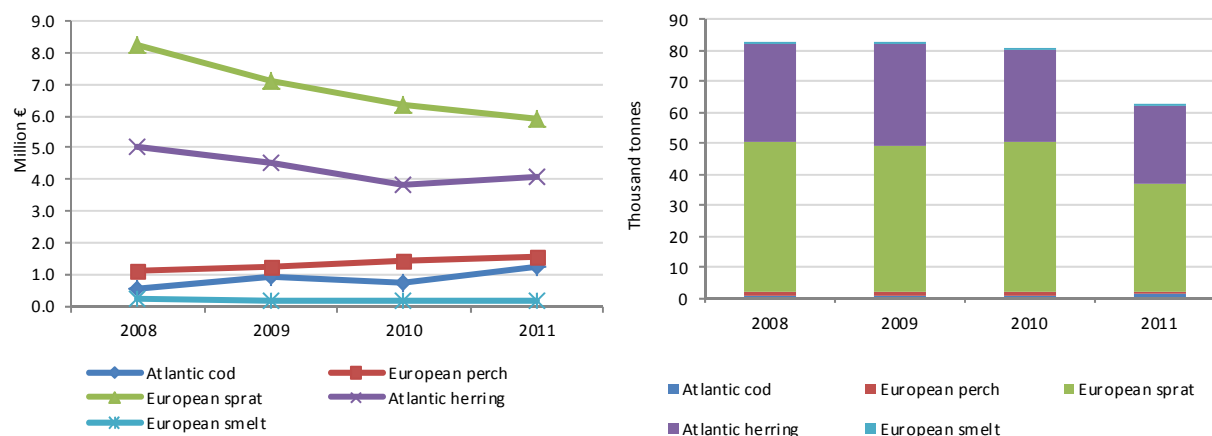 9.0
8.0
7.0
6.0
5.0
4.0
3.0
2.0
1.0
0.0
Million €
2008 2009 2010 2011
Atlantic cod European perch
European sprat Atlantic herring
European smelt
90
80
70
60
50
40
30
20
10
0
Thousand tonnes
2008 2009 2010 2011
Atlantic cod European perch European sprat
Atlantic herring European smelt